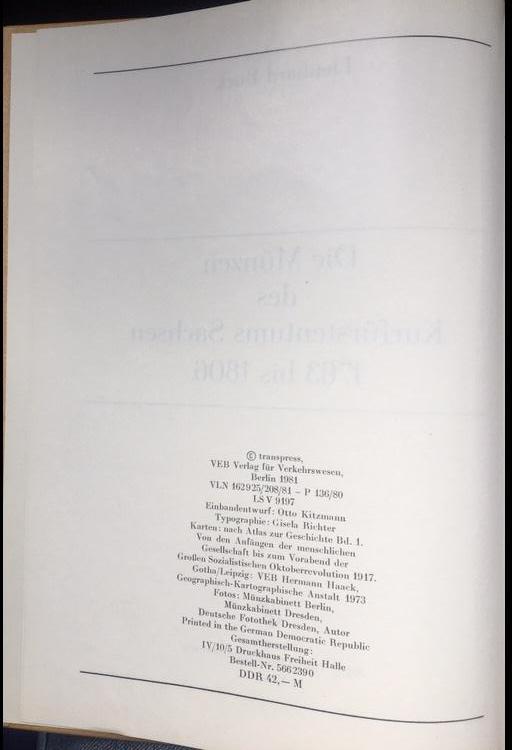 © transpress,
VEB Verlag für Verkehrswesen,
Berlin 1981
VLN 162925/208/81 – P 136/80
LSV 9197
Einbandentwurf: Otto Kitzmann
Typographie: Gisela Richter
Karten: nach Atlas zur Geschichte Bd. 1.
Von den Anfängen der menschlichen
Gesellschaft bis zum Vorabend der
Großen Sozialistischen Oktoberrevolution 1917.
Gotha/Leipzig: VEB Hermann Haack,
Geographisch-Kartographische Anstalt 1973
Fotos: Münzkabinett Berlin,
Münzkabinett Dresden,
Deutsche Fotothek Dresden, Autor
Printed in the German Democratic Republic
Gesamtherstellung:
IV/10/5 Druckhaus Freiheit Halle
Bestell-Nr. 5662390
DDR 42,– M